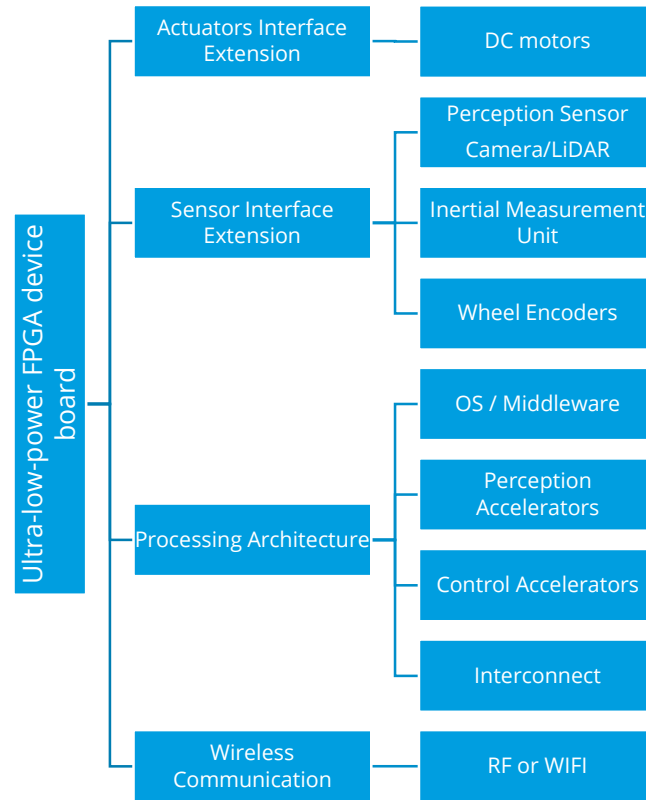 Ultra-low-power FPGA device
board
Actuators Interface
Extension
DC motors
Sensor Interface
Extension
Perception Sensor
Camera/LiDAR
Inertial Measurement
Unit
Wheel Encoders
Processing Architecture
OS / Middleware
Perception
Accelerators
Control Accelerators
Interconnect
Wireless
Communication
RF or WIFI